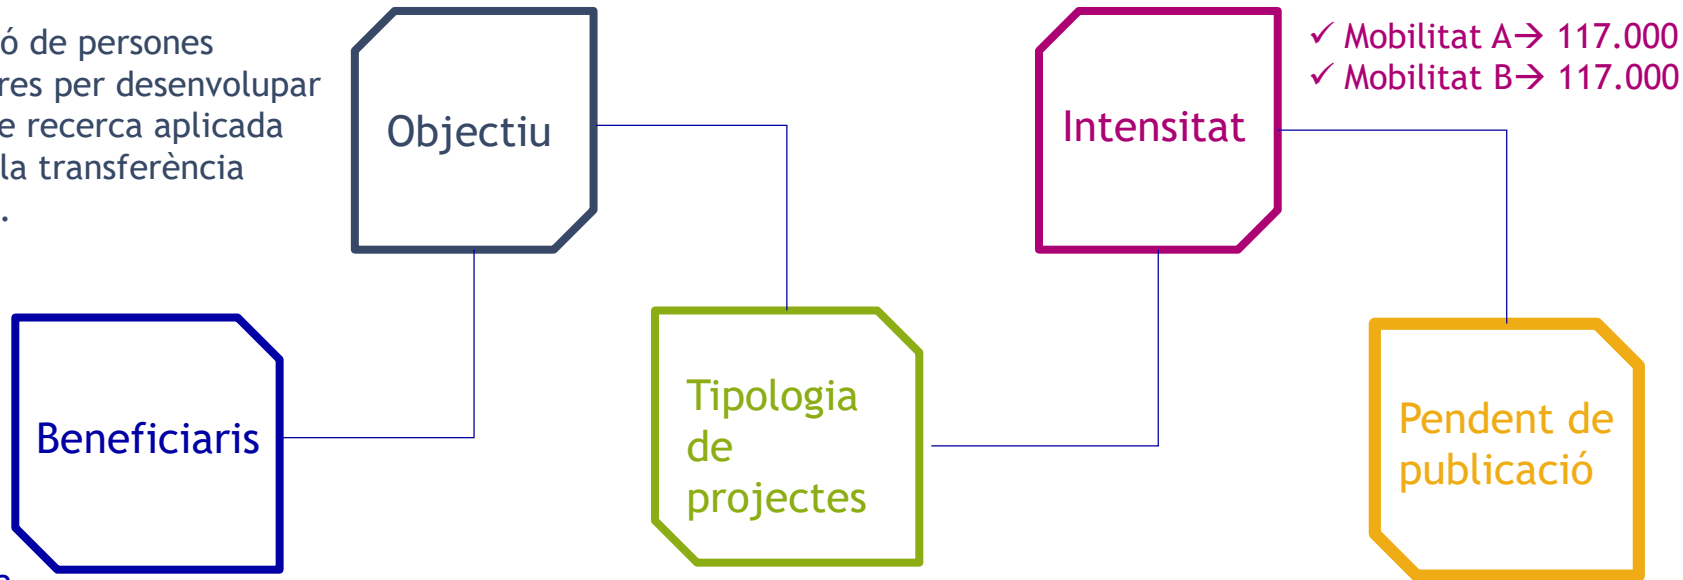 ó de persones
res per desenvolupar
e recerca aplicada
la transferència
.
Objectiu
Intensitat
✓ Mobilitat A→ 117.000
✓ Mobilitat B→ 117.000
Beneficiaris
Tipologia
de
projectes
Pendent de
publicació